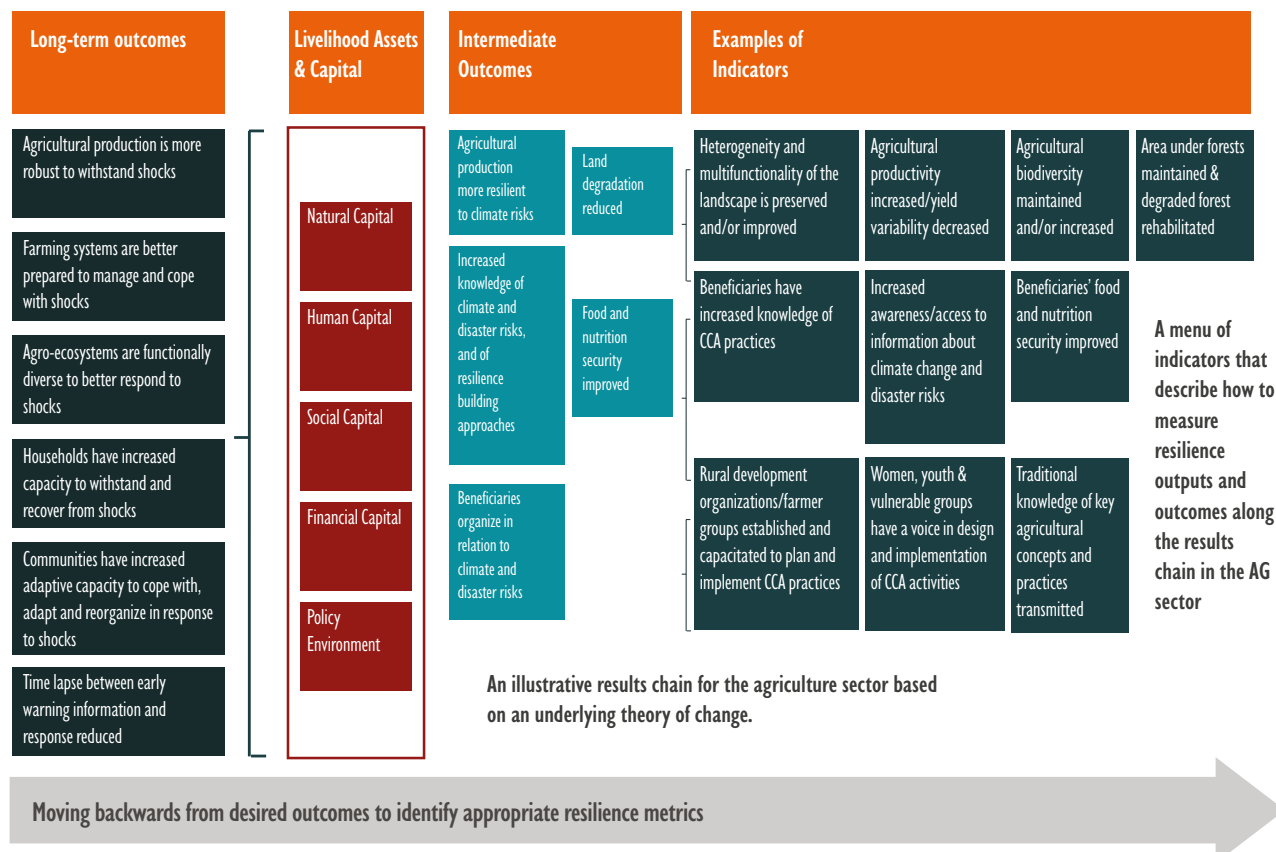 Long-term outcomes
Livelihood Assets
& Capital
Intermediate
Outcomes
Examples of
Indicators
Agricultural production is more
robust to withstand shocks
Farming systems are better
prepared to manage and cope
with shocks
Agro-ecosystems are functionally
diverse to better respond to
shocks
Households have increased
capacity to withstand and
recover from shocks
Communities have increased
adaptive capacity to cope with,
adapt and reorganize in response
to shocks
Time lapse between early
warning information and
response reduced
Natural Capital
Human Capital
Social Capital
Financial Capital
Policy
Environment
Agricultural
production
more resilient
to climate risks
Increased
knowledge of
climate and
disaster risks,
and of
resilience
building
approaches
Beneficiaries
organize in
relation to
climate and
disaster risks
Land
degradation
reduced
Food and
nutrition
security
improved
Heterogeneity and
multifunctionality of the
landscape is preserved
and/or improved
Agricultural
productivity
increased/yield
variability decreased
Agricultural
biodiversity
maintained
and/or increased
Area under forests
maintained &
degraded forest
rehabilitated
Beneficiaries have
increased knowledge of
CCA practices
Increased
awareness/access to
information about
climate change and
disaster risks
Beneficiaries' food
and nutrition
security improved
Rural development
organizations/farmer
groups established and
capacitated to plan and
implement CCA practices
Women, youth &
vulnerable groups
have a voice in design
and implementation
of CCA activities
Traditional
knowledge of key
agricultural
concepts and
practices
transmitted
A menu of
indicators that
describe how to
measure
resilience
outputs and
outcomes along
the results
chain in the AG
sector
An illustrative results chain for the agriculture sector based
on an underlying theory of change.
Moving backwards from desired outcomes to identify appropriate resilience metrics